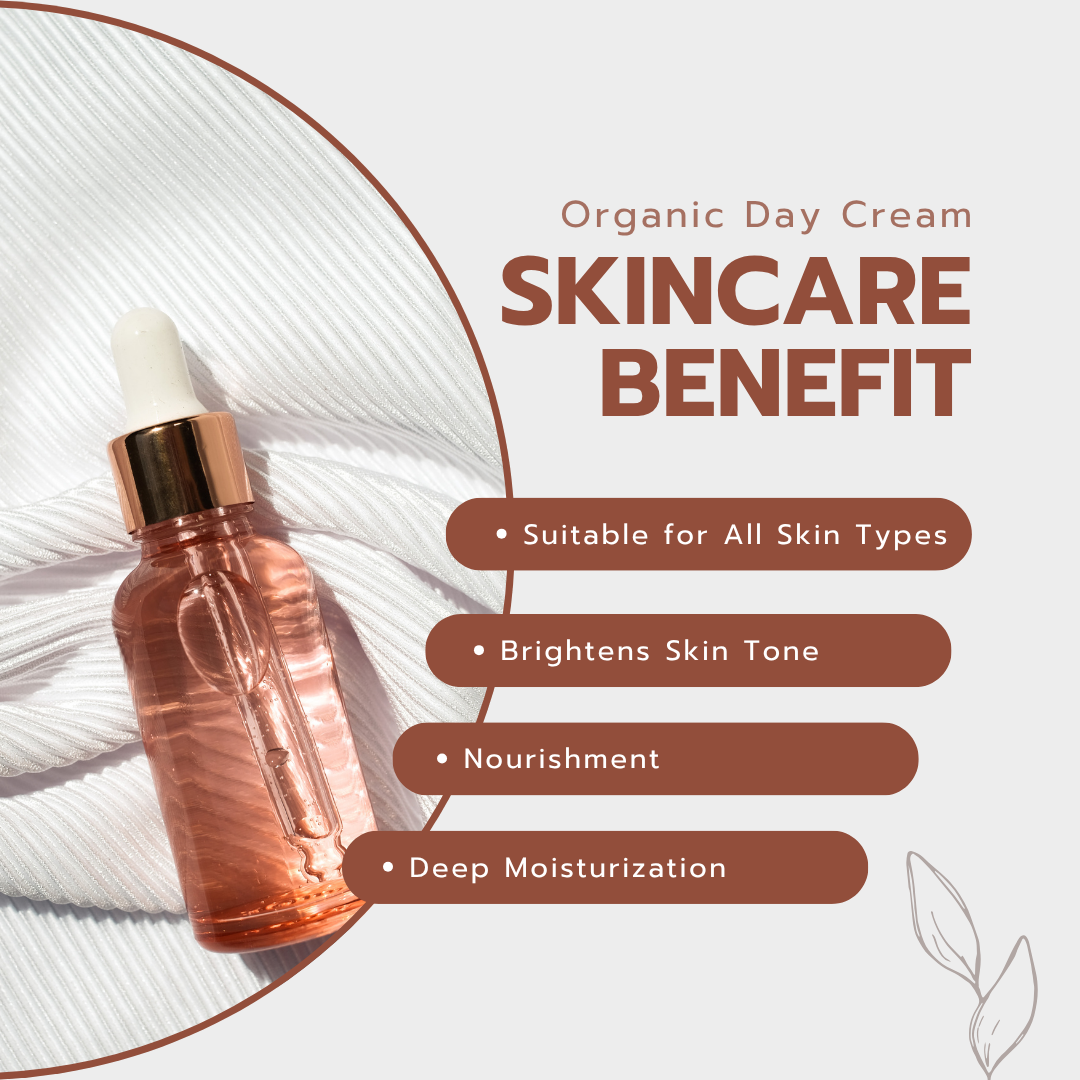 Organic Day Cream
SKINCARE
BENEFIT
• Suitable for All Skin Types
• Brightens Skin Tone
• Nourishment
• Deep Moisturization